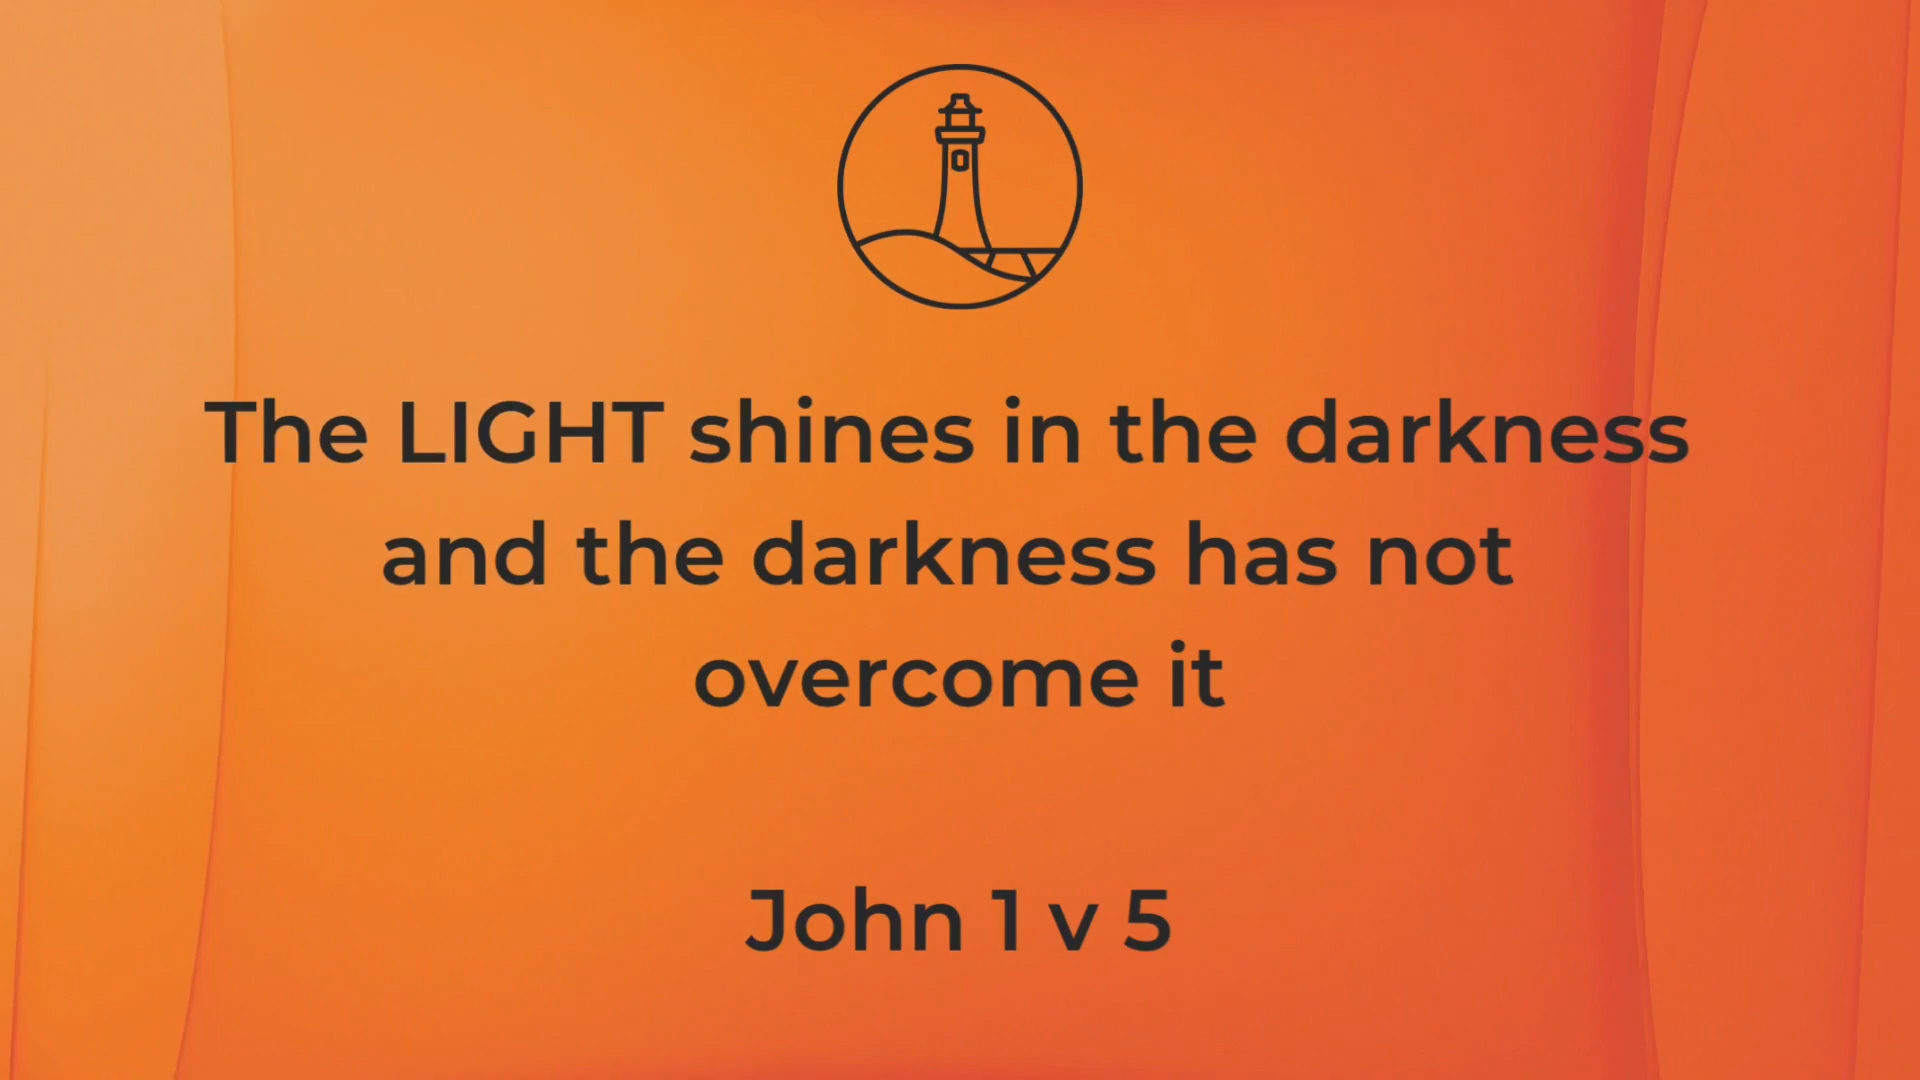 The LIGHT shines in the darkness
and the darkness has not
overcome it
John 1 v 5